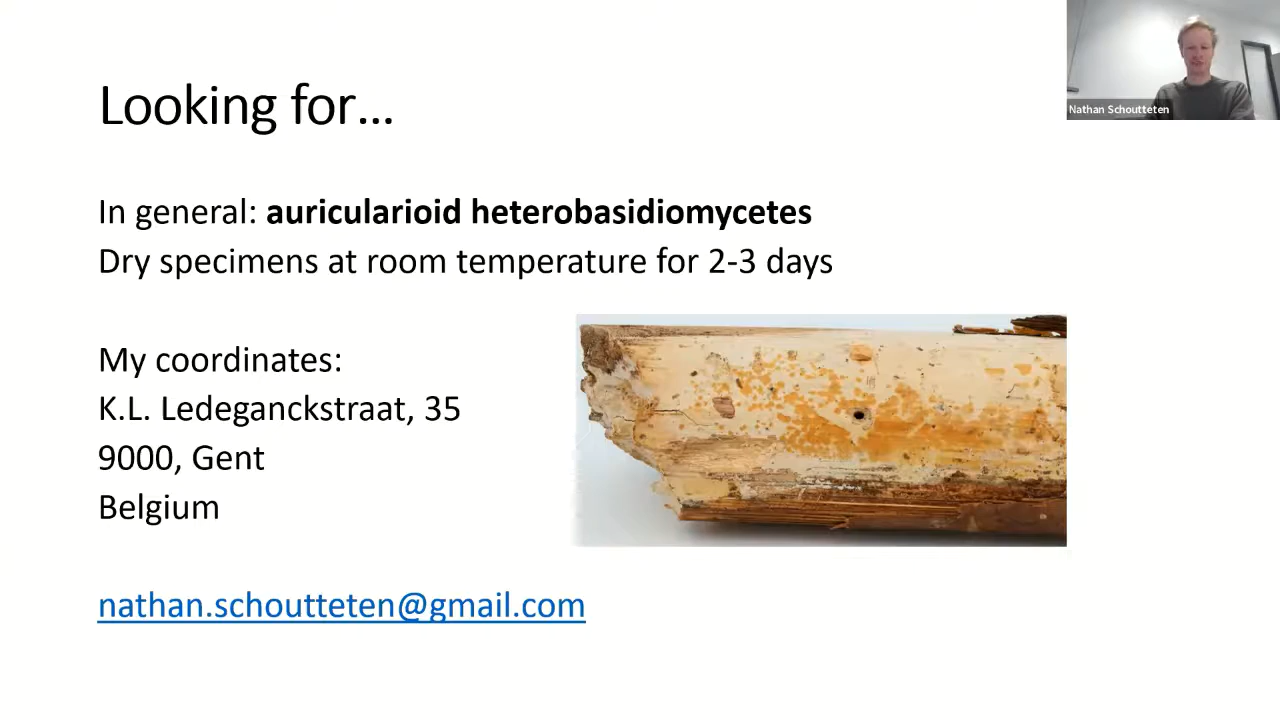 Looking for...
Nathan Schoutteten
In general: auricularioid heterobasidiomycetes
Dry specimens at room temperature for 2-3 days
My coordinates:
K.L. Ledeganckstraat, 35
9000, Gent
Belgium
nathan.schoutteten@gmail.com